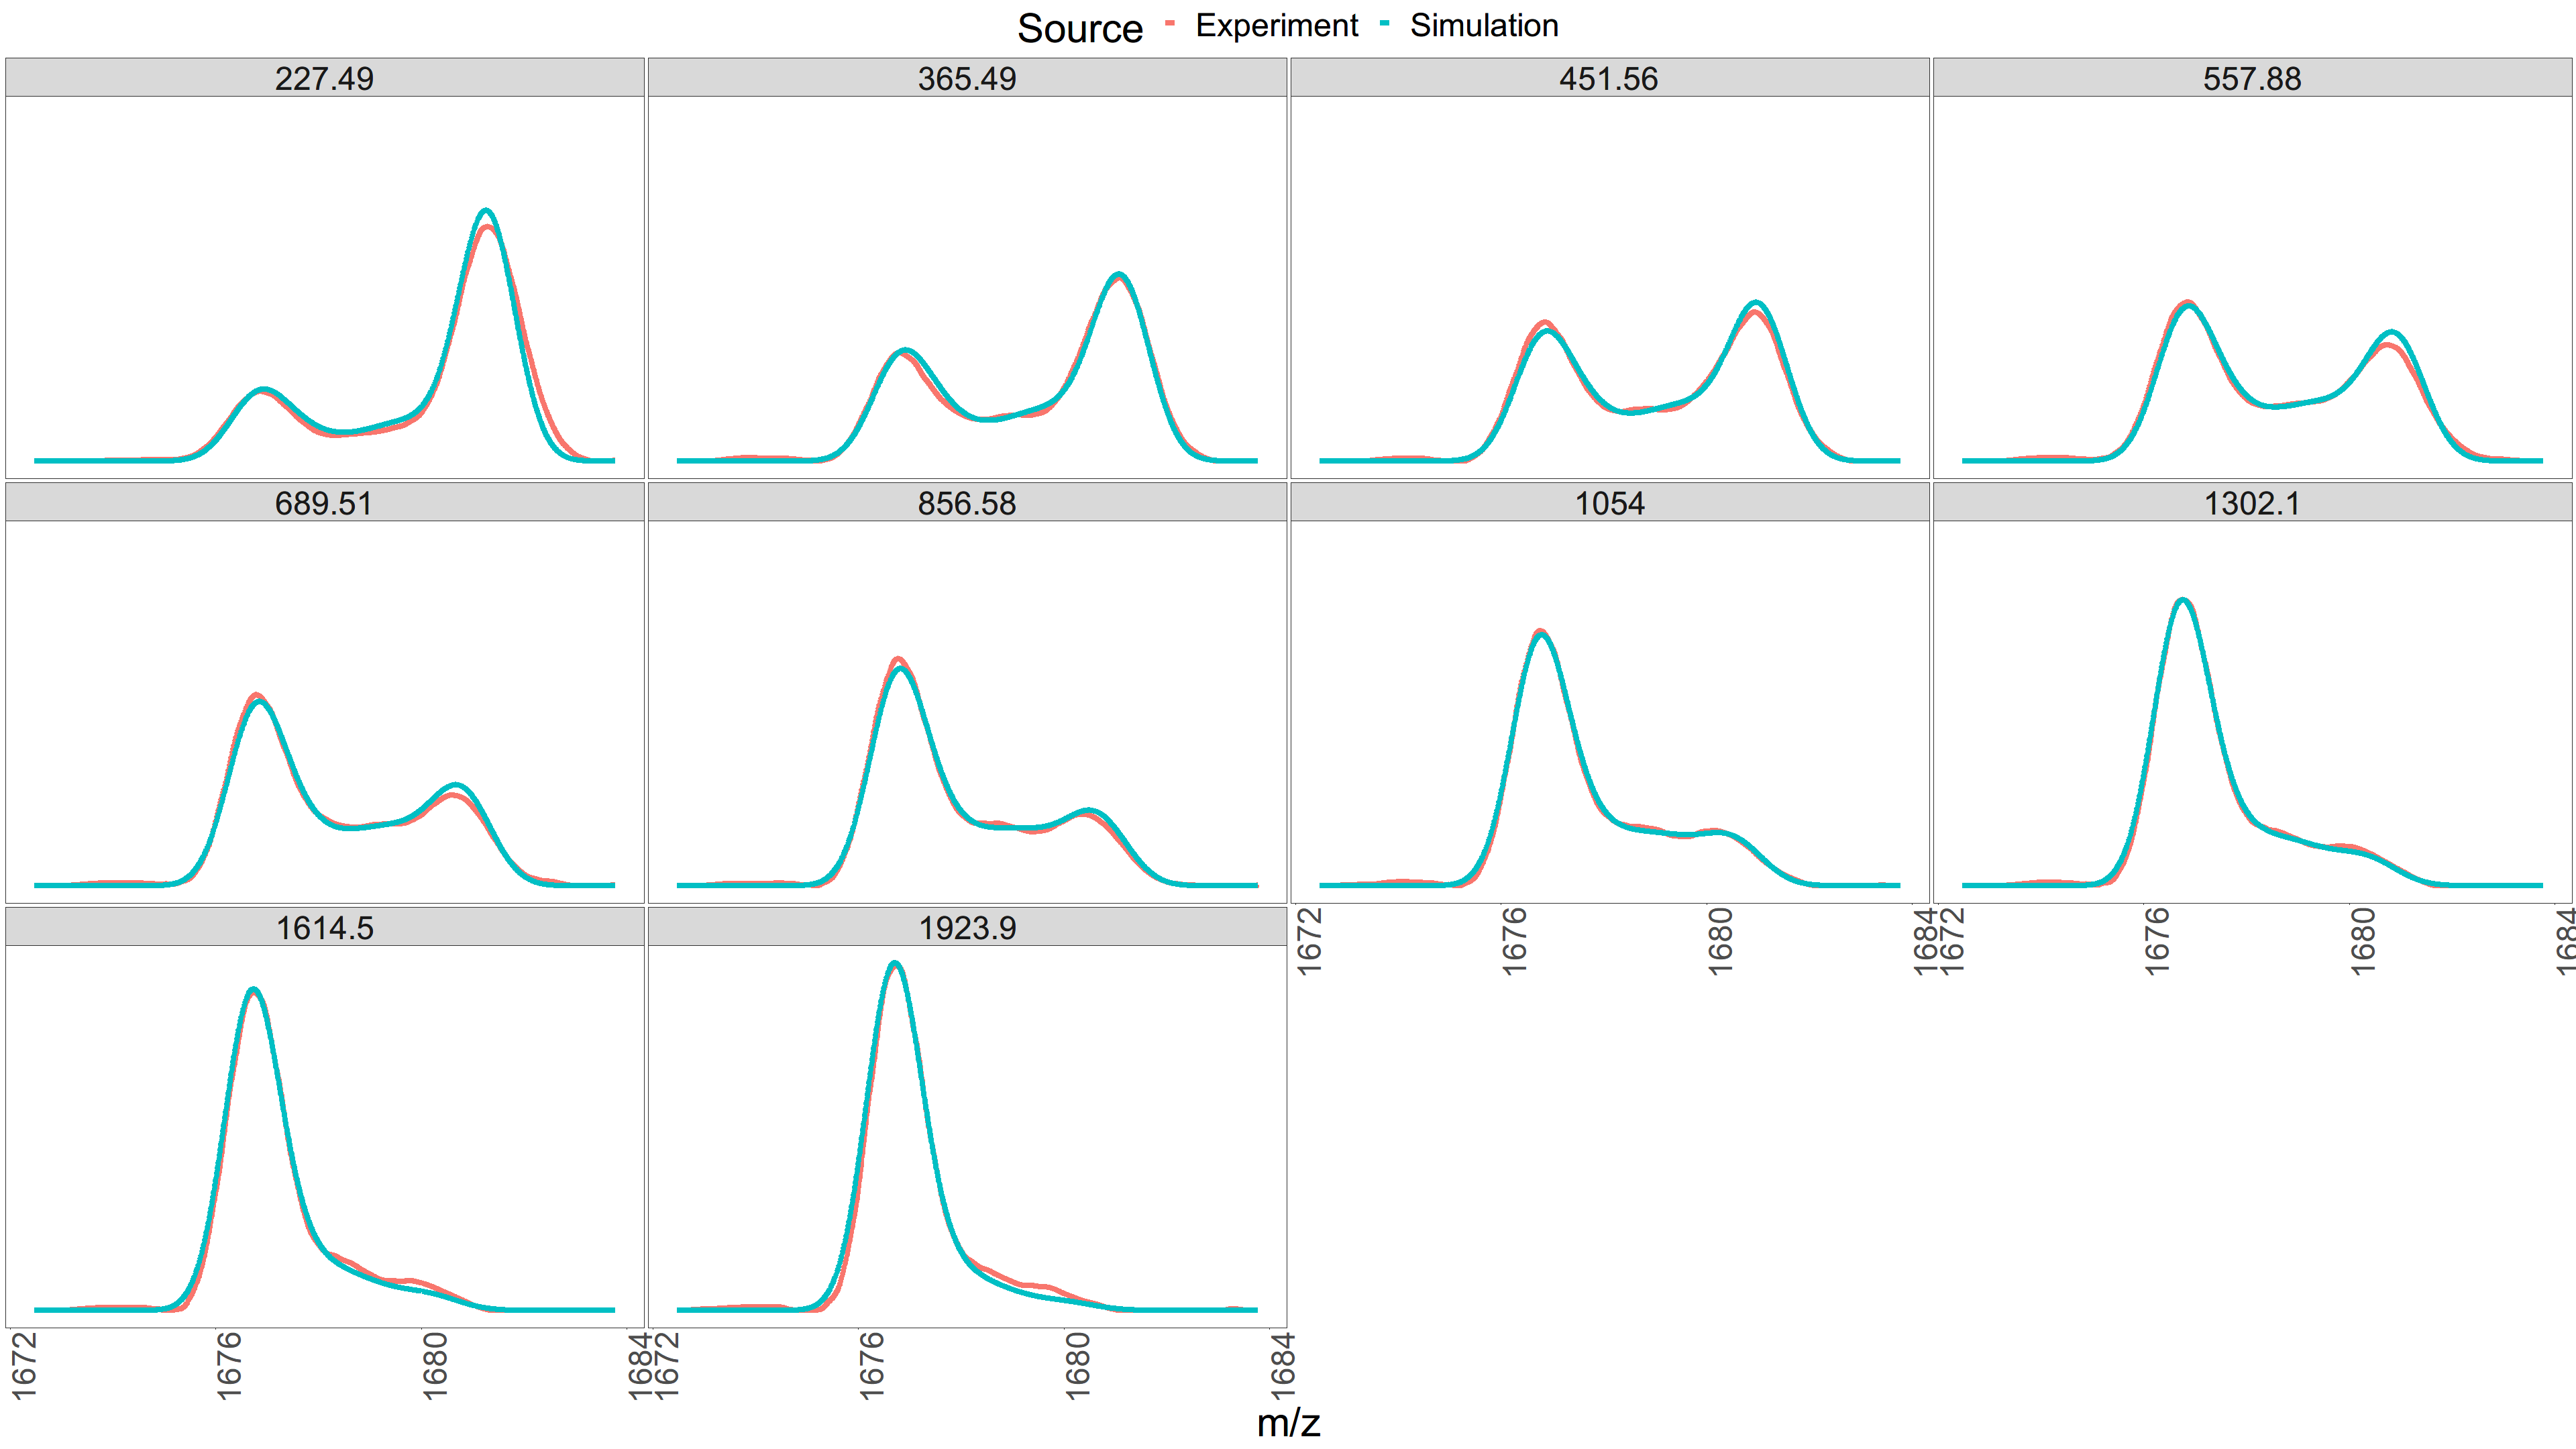 Source Experiment Simulation
227.49 365.49 451.56 557.88
689.51 856.58 1054 1302.1
1672 1676 1680 1684 1672 1676 1680 1684
1614.5 1923.9
1672 1676 1680 1684 1672 1676 1680 1684
m/z